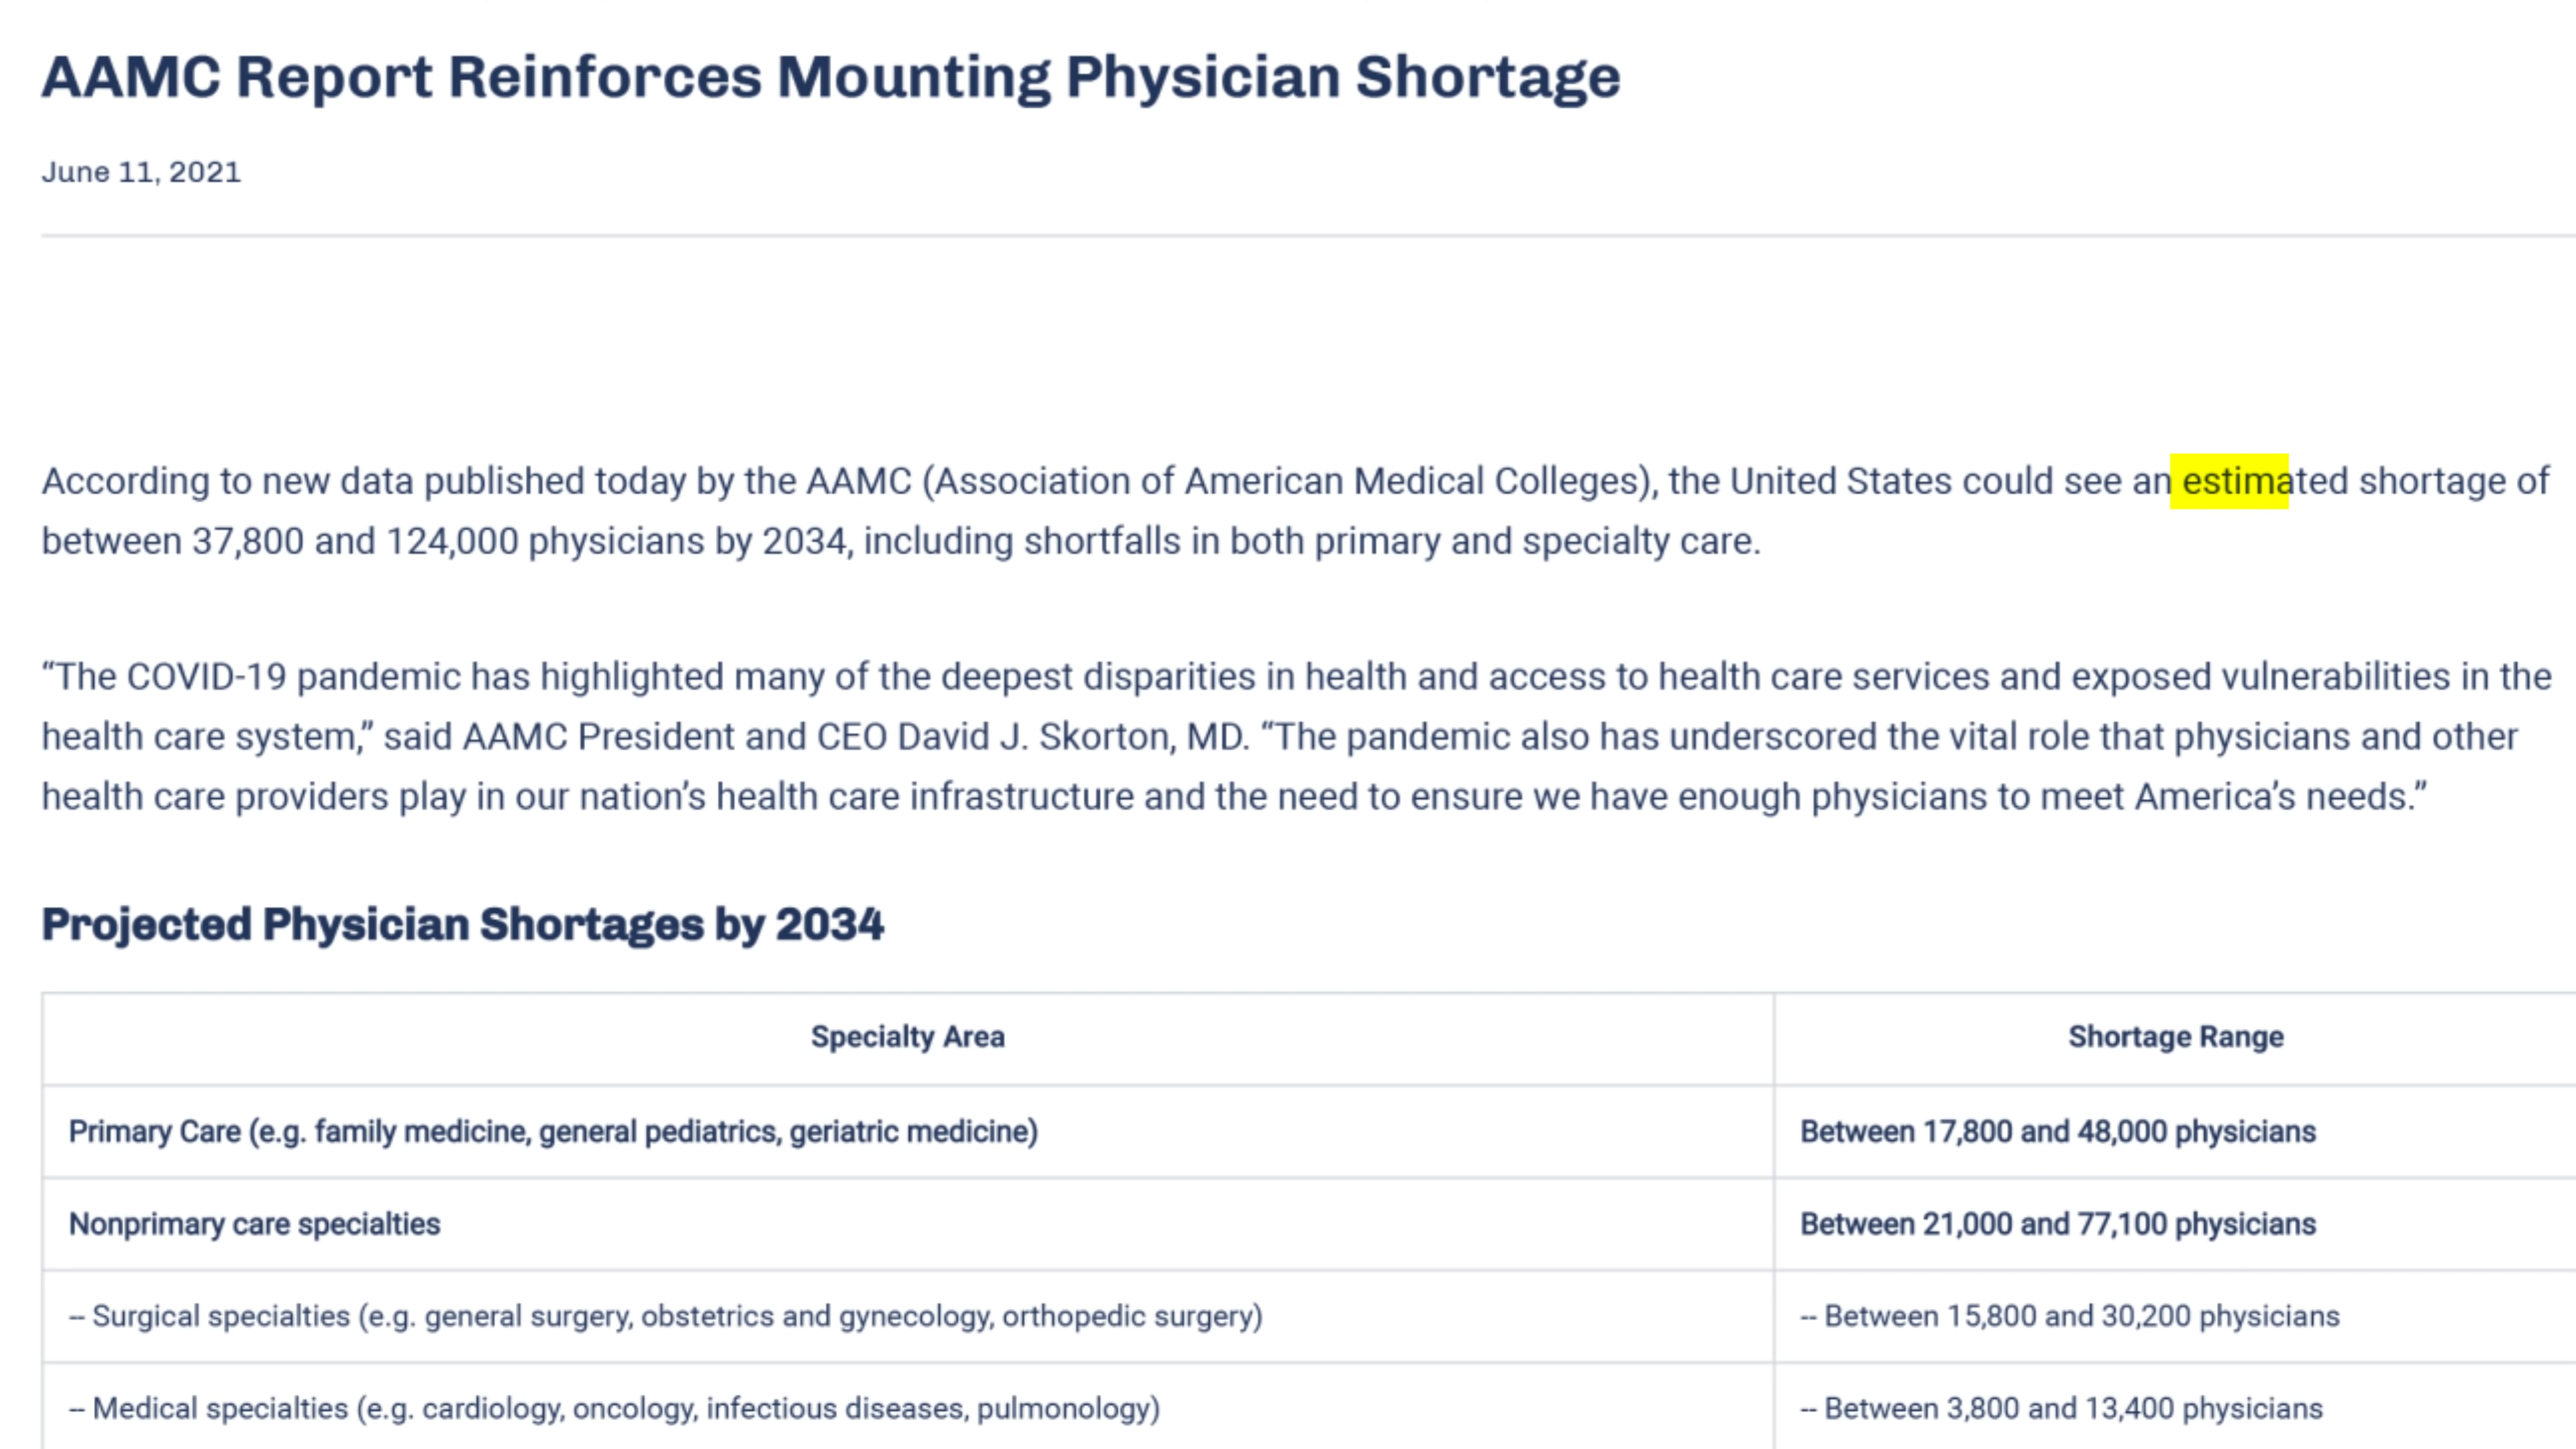 AAMC Report Reinforces Mounting Physician Shortage
June 11, 2021
According to new data published today by the AAMC (Association of American Medical Colleges), the United States could see an estimated shortage of
between 37,800 and 124,000 physicians by 2034, including shortfalls in both primary and specialty care.
“The COVID-19 pandemic has highlighted many of the deepest disparities in health and access to health care services and exposed vulnerabilities in the
health care system,” said AAMC President and CEO David J. Skorton, MD. “The pandemic also has underscored the vital role that physicians and other
health care providers play in our nation’s health care infrastructure and the need to ensure we have enough physicians to meet America’s needs.”
Projected Physician Shortages by 2034
Specialty Area Shortage Range
Primary Care (e.g. family medicine, general pediatrics, geriatric medicine) Between 17,800 and 48,000 physicians
Nonprimary care specialties Between 21,000 and 77,100 physicians
-- Surgical specialties (e.g. general surgery, obstetrics and gynecology, orthopedic surgery) -- Between 15,800 and 30,200 physicians
-- Medical specialties (e.g. cardiology, oncology, infectious diseases, pulmonology) -- Between 3,800 and 13,400 physicians